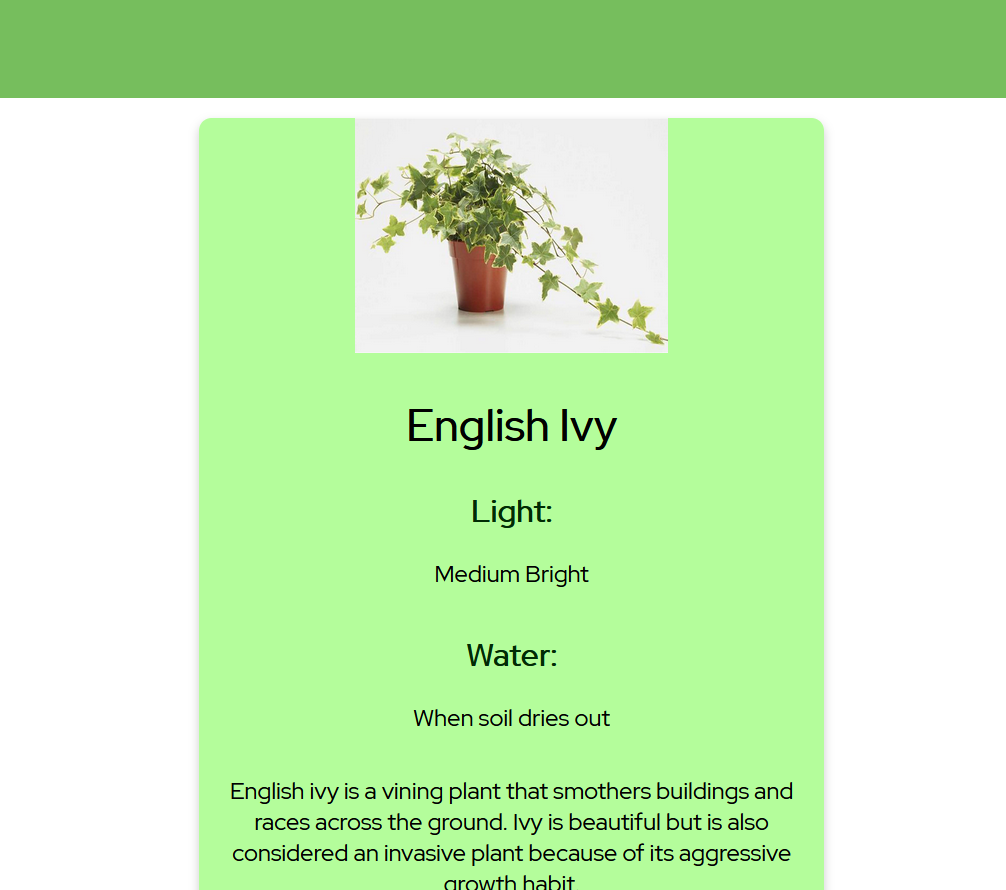 English Ivy
Light:
Medium Bright
Water:
When soil dries out
English ivy is a vining plant that smothers buildings and
races across the ground. Ivy is beautiful but is also
considered an invasive plant because of its aggressive
growth habit.